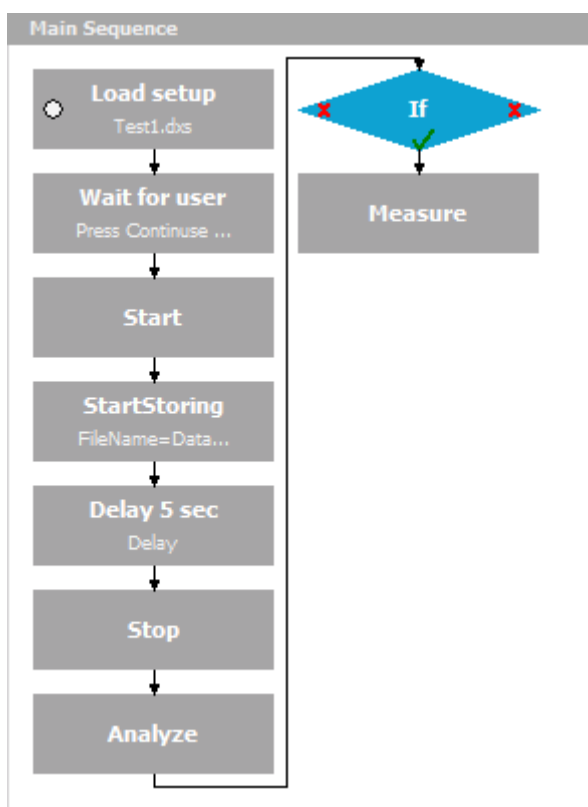 Main Sequence
Load setup
Test1.dxs
Wait for user
Press Continuse ...
Start
StartStoring
FileName=Data...
Delay 5 sec
Delay
Stop
Analyze
If
Measure